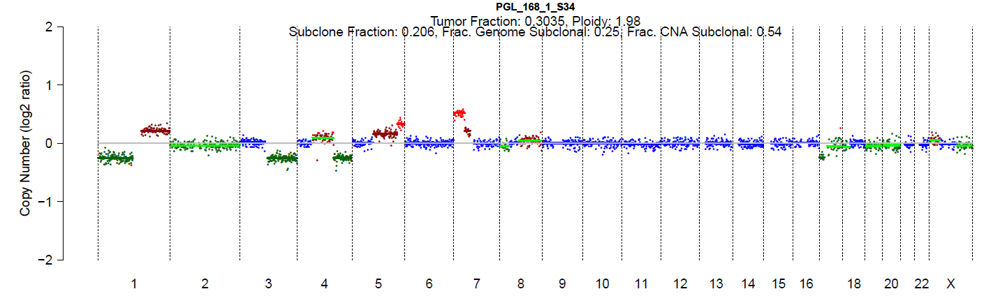 PGL_168_1_S34
Tumor Fraction: 0.3035, Ploidy: 1.98
Subclone Fraction: 0.206, Frac. Genome Subclonal: 0.25, Frac. CNA Subclonal: 0.54
Copy Number (log2 ratio)
2
1
0
−1
−2
1 2 3 4 5 6 7 8 9 10 11 12 13 14 15 16 18 20 22 X